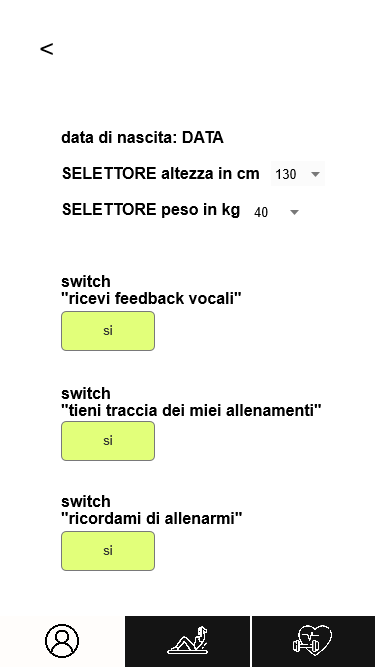 <
data di nascita: DATA
SELETTORE altezza in cm 130
SELETTORE peso in kg 40
switch
"ricevi feedback vocali"
si
switch
"tieni traccia dei miei allenamenti"
si
switch
"ricordami di allenarmi"
si